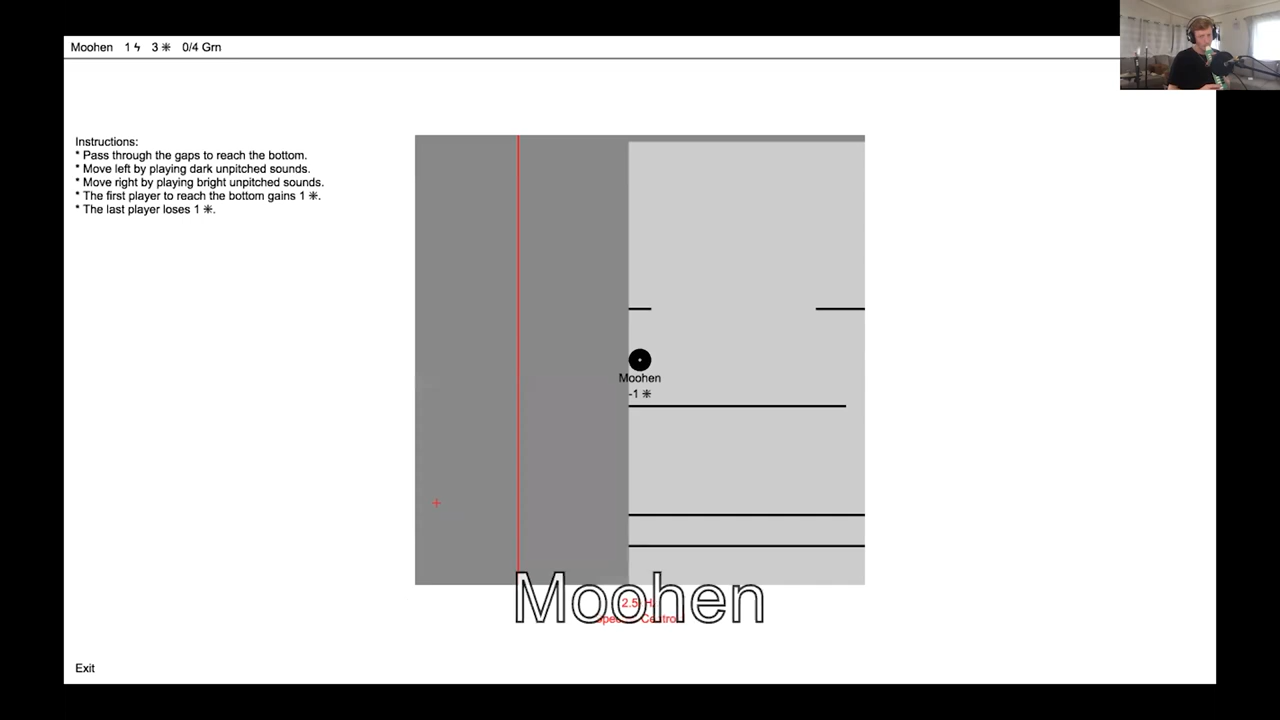 Moohen 1 ϟ 3 ⁜ 0/4 Grn
Instructions:
* Pass through the gaps to reach the bottom.
* Move left by playing dark unpitched sounds.
* Move right by playing bright unpitched sounds.
* The first player to reach the bottom gains 1 ⁜.
* The last player loses 1 ⁜.
Moohen
-1 ⁜
Moohen
Exit